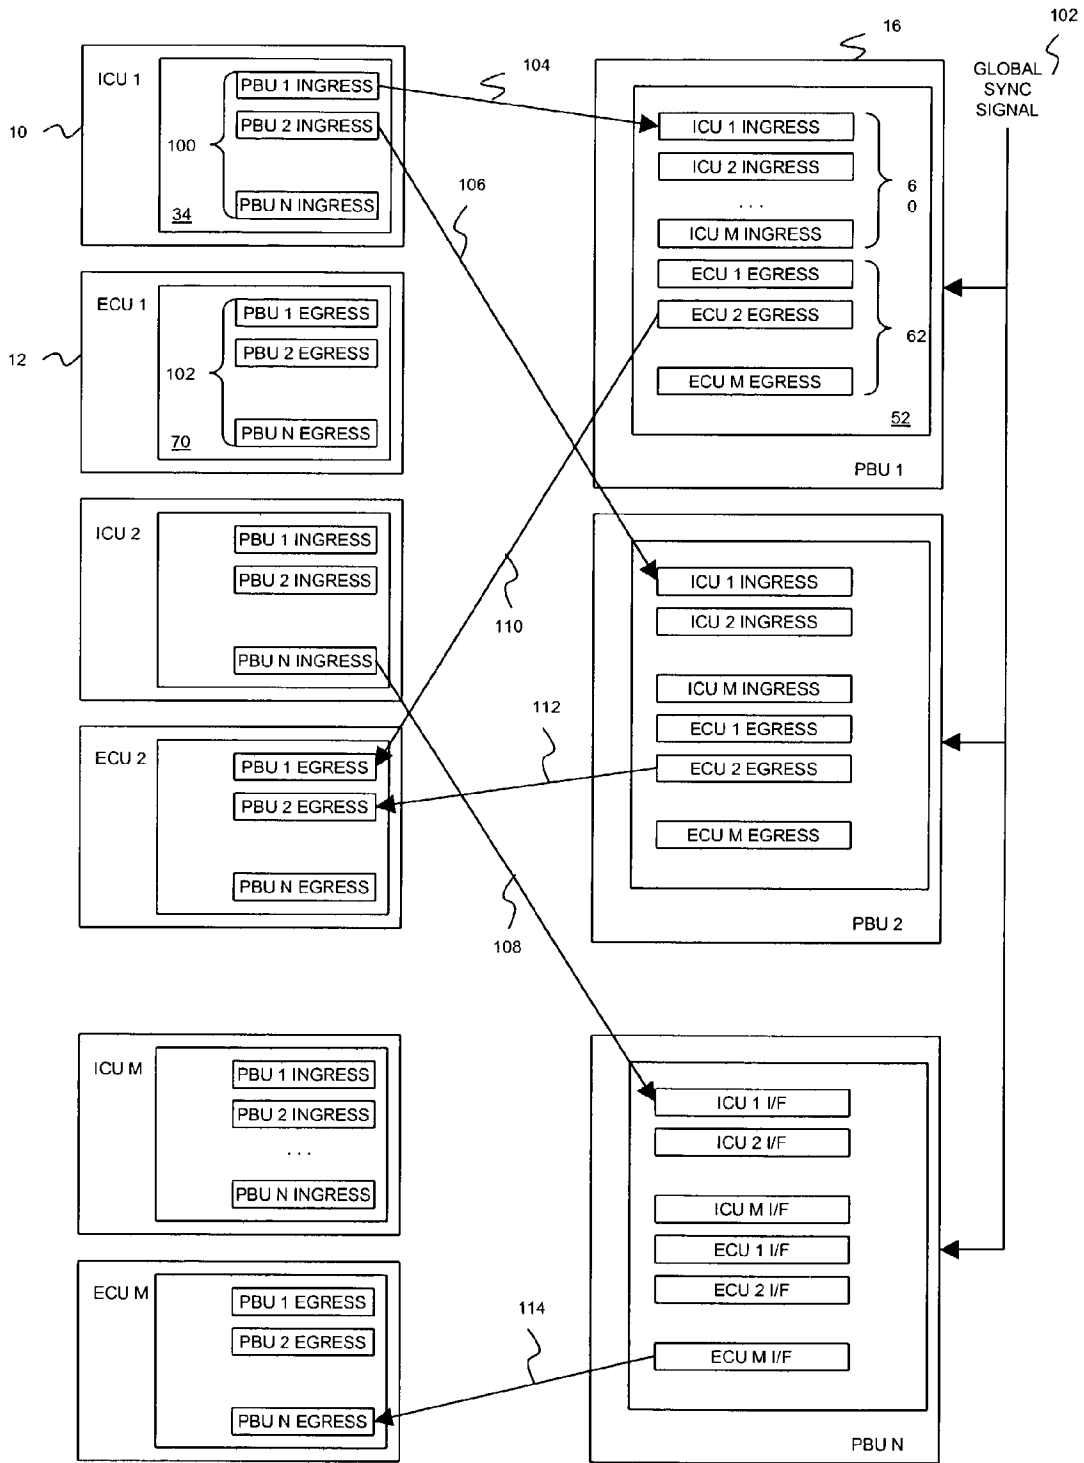 102
16
GLOBAL
SYNC
SIGNAL
ICU 1
10
100
PBU 1 INGRESS
PBU 2 INGRESS
PBU N INGRESS
34
104
106
ICU 1 INGRESS
ICU 2 INGRESS
. . .
ICU M INGRESS
6
0
ECU 1 EGRESS
ECU 2 EGRESS
ECU M EGRESS
62
52
PBU 1
ECU 1
12
102
PBU 1 EGRESS
PBU 2 EGRESS
PBU N EGRESS
70
ICU 2
PBU 1 INGRESS
PBU 2 INGRESS
PBU N INGRESS
110
ICU 1 INGRESS
ICU 2 INGRESS
ICU M INGRESS
ECU 1 EGRESS
ECU 2 EGRESS
ECU M EGRESS
PBU 2
ECU 2
PBU 1 EGRESS
PBU 2 EGRESS
PBU N EGRESS
112
108
ICU M
PBU 1 INGRESS
PBU 2 INGRESS
. . .
PBU N INGRESS
ICU 1 I/F
ICU 2 I/F
ICU M I/F
ECU 1 I/F
ECU 2 I/F
ECU M I/F
PBU N
ECU M
PBU 1 EGRESS
PBU 2 EGRESS
PBU N EGRESS
114